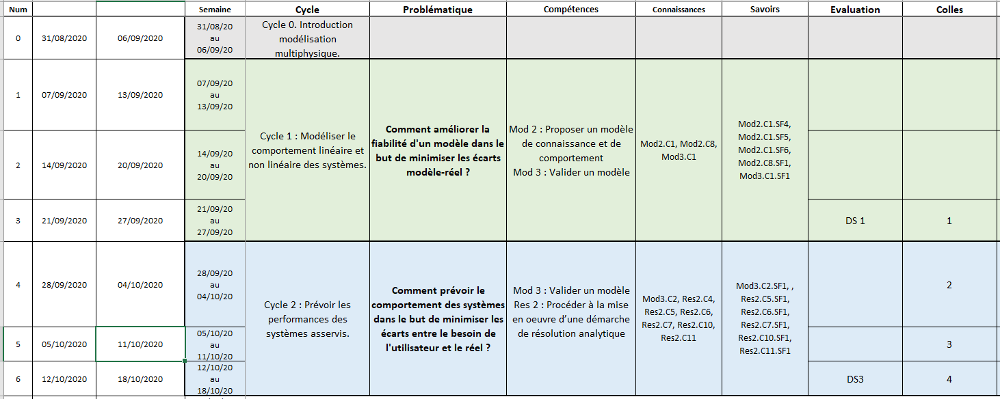 Num Semaine Cycle Problématique Compétences Connaissances Savoirs Evaluation Colles
0 31/08/2020 06/09/2020
31/08/20
au
06/09/20
Cycle 0. Introduction
modélisation
multiphysique.
1 07/09/2020 13/09/2020
07/09/20
au
13/09/20
2 14/09/2020 20/09/2020
14/09/20
au
20/09/20
3 21/09/2020 27/09/2020
21/09/20
au
27/09/20
Cycle 1 : Modéliser le
comportement linéaire et
non linéaire des systèmes.
Comment améliorer la
fiabilité d'un modèle dans le
but de minimiser les écarts
modèle-réel ?
Mod 2 : Proposer un modèle
de connaissance et de
comportement
Mod 3 : Valider un modèle
Mod2.C1, Mod2.C8,
Mod3.C1
Mod2.C1.SF4,
Mod2.C1.SF5,
Mod2.C1.SF6,
Mod2.C8.SF1,
Mod3.C1.SF1
DS 1
1
4 28/09/2020 04/10/2020
28/09/20
au
04/10/20
5 05/10/2020 11/10/2020
05/10/20
au
11/10/20
6 12/10/2020 18/10/2020
12/10/20
au
18/10/20
Cycle 2 : Prévoir les
performances des
systèmes asservis.
Comment prévoir le
comportement des systèmes
dans le but de minimiser les
écarts entre le besoin de
l'utilisateur et le réel ?
Mod 3 : Valider un modèle
Res 2 : Procéder à la mise
en oeuvre d’une démarche
de résolution analytique
Mod3.C2, Res2.C4,
Res2.C5, Res2.C6,
Res2.C7, Res2.C10,
Res2.C11
Mod3.C2.SF1, ,
Res2.C5.SF1,
Res2.C6.SF1,
Res2.C7.SF1,
Res2.C10.SF1,
Res2.C11.SF1
2
3
DS3
4